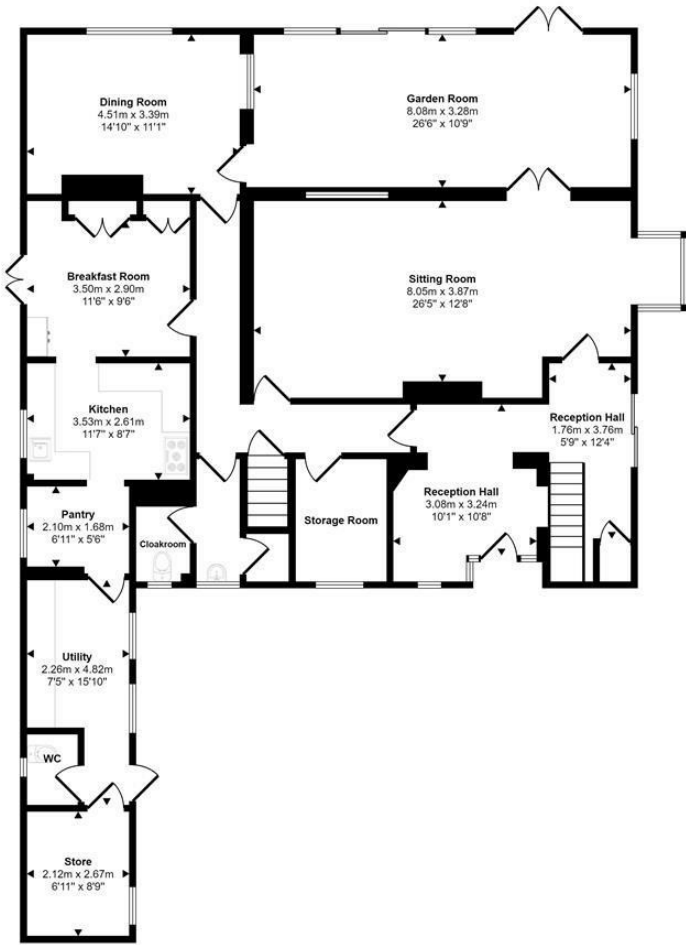 Dining Room
4.51m x 3.39m
14'10" x 11'1"
Garden Room
8.08m x 3.28m
26'6" x 10'9"
Breakfast Room
3.50m x 2.90m
11'6" x 9'6"
Sitting Room
8.05m x 3.87m
26'5" x 12'8"
Kitchen
3.53m x 2.61m
11'7" x 8'7"
Reception Hall
1.76m x 3.76m
5'9" x 12'4"
Reception Hall
3.08m x 3.24m
10'1" x 10'8"
Pantry
2.10m x 1.68m
6'11" x 5'6"
Storage Room
Cloakroom
Utility
2.26m x 4.82m
7'5" x 15'10"
WC
Store
2.12m x 2.67m
6'11" x 8'9"